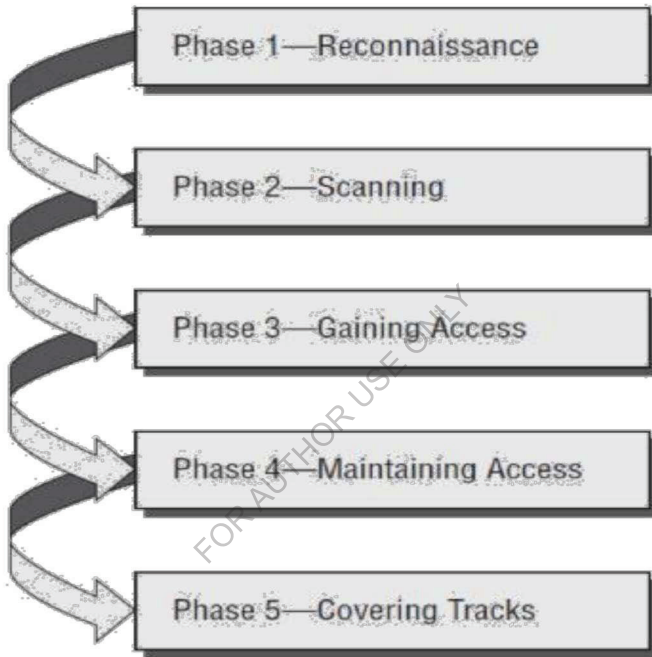 Phase 1—Reconnaissance
Phase 2—Scanning
Phase 3—Gaining Access
FOR AUTHOR USE ONLY
Phase 4—Maintaining Access
Phase 5—Covering Tracks